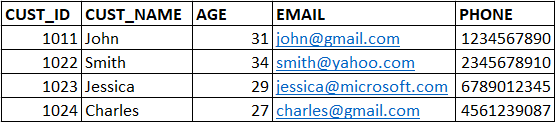 CUST_ID CUST_NAME AGE EMAIL PHONE
1011 John 31 john@gmail.com 1234567890
1022 Smith 34 smith@yahoo.com 2345678910
1023 Jessica 29 jessica@microsoft.com 6789012345
1024 Charles 27 charles@gmail.com 4561239087